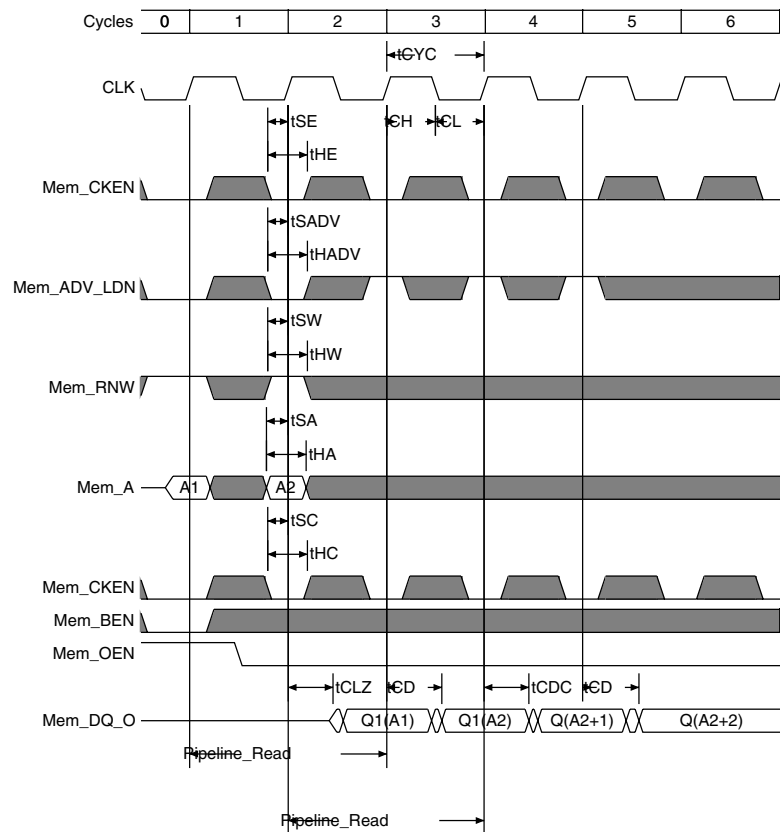 Cycles 0 1 2 3 4 5 6
tCYC
CLK
tSE tCH tCL
tHE
Mem_CKEN
tSADV
tHADV
Mem_ADV_LDN
tSW
tHW
Mem_RNW
tSA
tHA
Mem_A A1 A2
tSC
tHC
Mem_CKEN
Mem_BEN
Mem_OEN
tCLZ tCD tCDC tCD
Mem_DQ_O Q1(A1) Q1(A2) Q(A2+1) Q(A2+2)
Pipeline_Read
Pipeline_Read